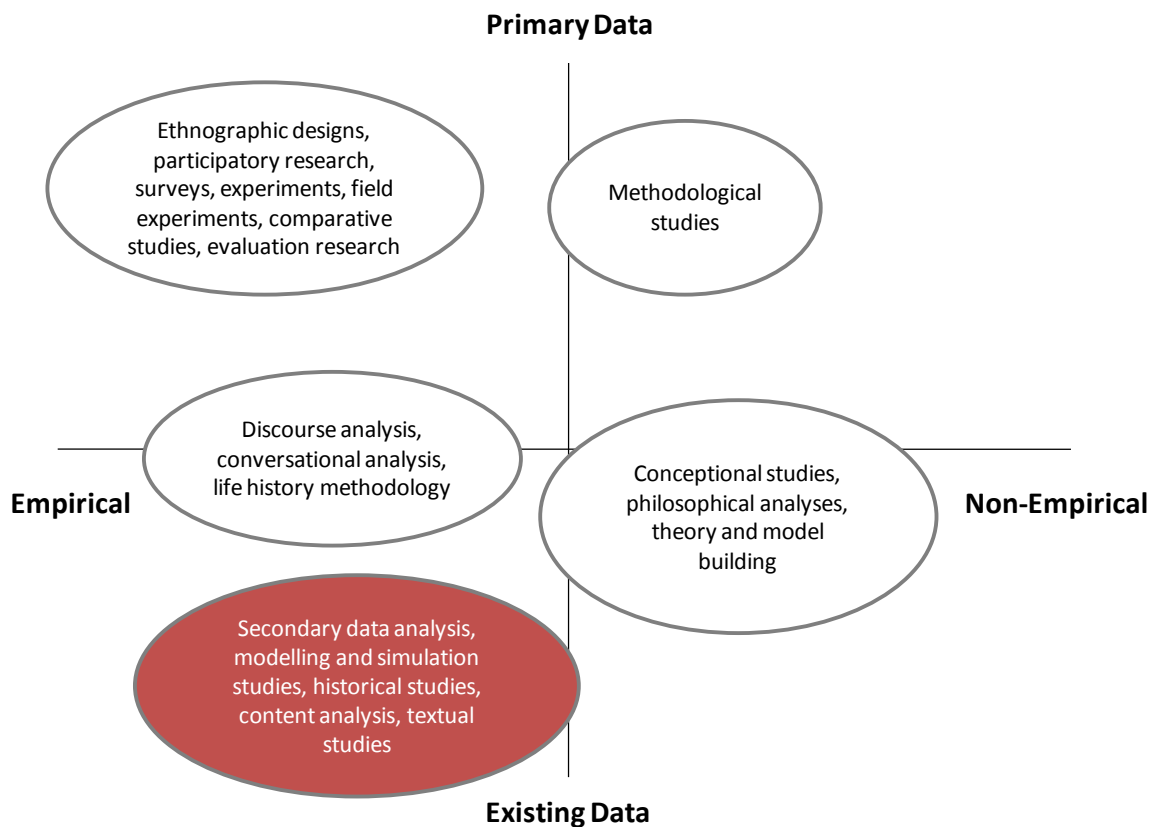 Primary Data
Ethnographic designs,
participatory research,
surveys, experiments, field
experiments, comparative
studies, evaluation research
Methodological
studies
Discourse analysis,
conversational analysis,
life history methodology
Empirical
Conceptional studies,
philosophical analyses,
theory and model
building
Non-Empirical
Secondary data analysis,
modelling and simulation
studies, historical studies,
content analysis, textual
studies
Existing Data